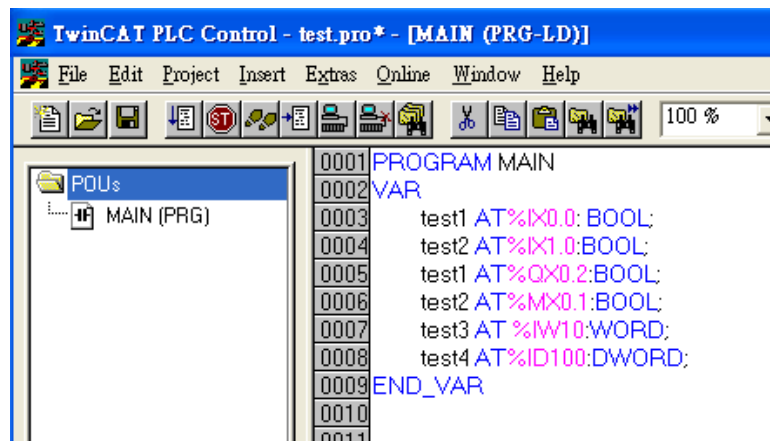 TwinCAT PLC Control - test.pro* - [MAIN (PRG-LD)]
File Edit Project Insert Extras Online Window Help
ST
100 %
POUs
MAIN (PRG)
0001 PROGRAM MAIN
0002 VAR
0003 test1 AT%IX0.0: BOOL;
0004 test2 AT%IX1.0:BOOL;
0005 test1 AT%QX0.2:BOOL;
0006 test2 AT%MX0.1:BOOL;
0007 test3 AT %IW10:WORD;
0008 test4 AT%ID100:DWORD;
0009 END_VAR
0010
0011